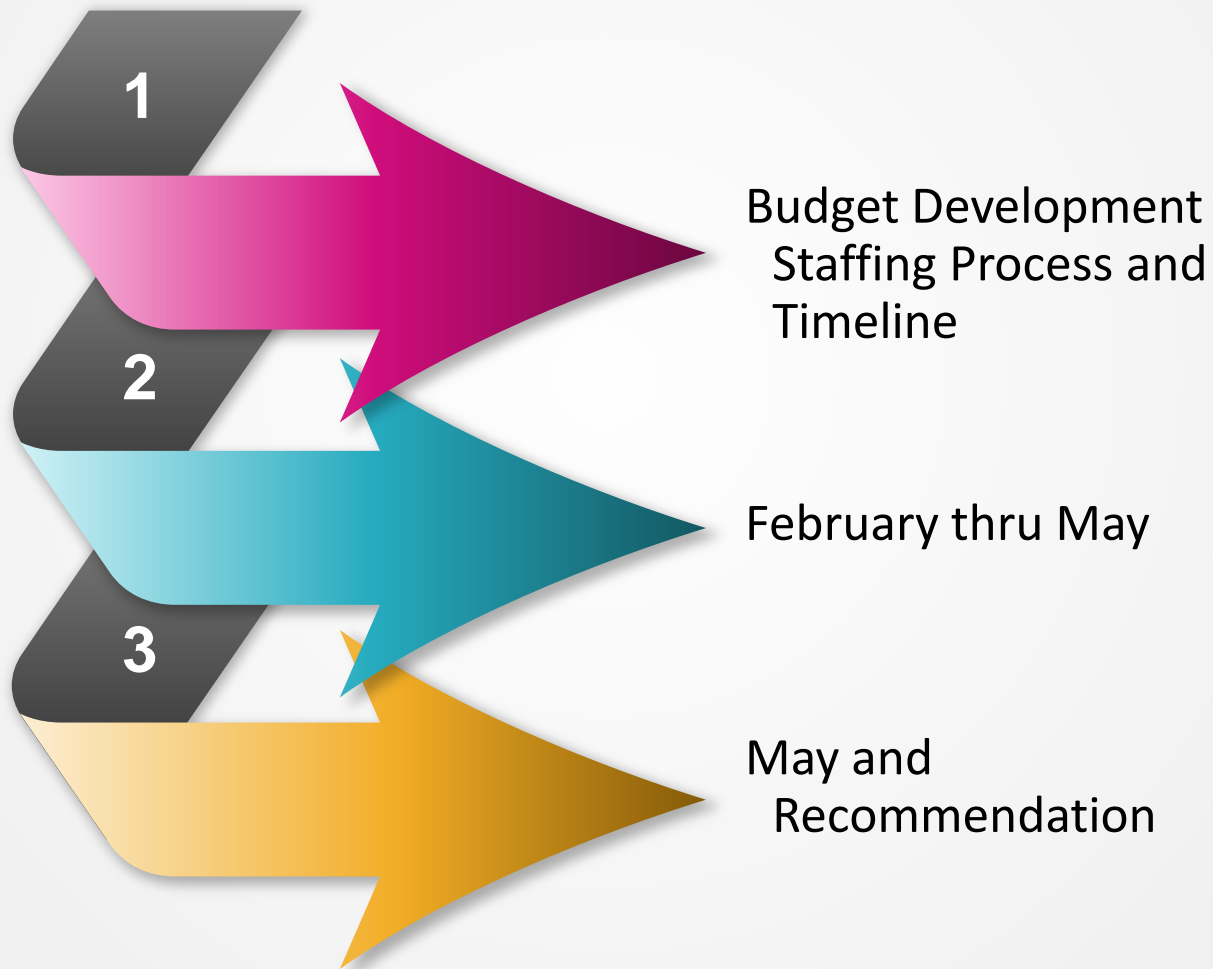 1
Budget Development
Staffing Process and
Timeline
2
February thru May
3
May and
Recommendation